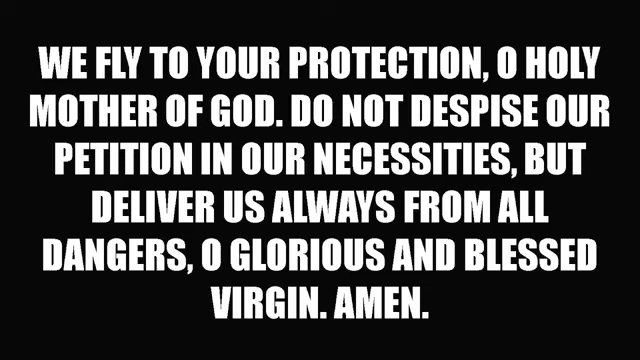 WE FLY TO YOUR PROTECTION, O HOLY
MOTHER OF GOD. DO NOT DESPISE OUR
PETITION IN OUR NECESSITIES, BUT
DELIVER US ALWAYS FROM ALL
DANGERS, O GLORIOUS AND BLESSED
VIRGIN. AMEN.